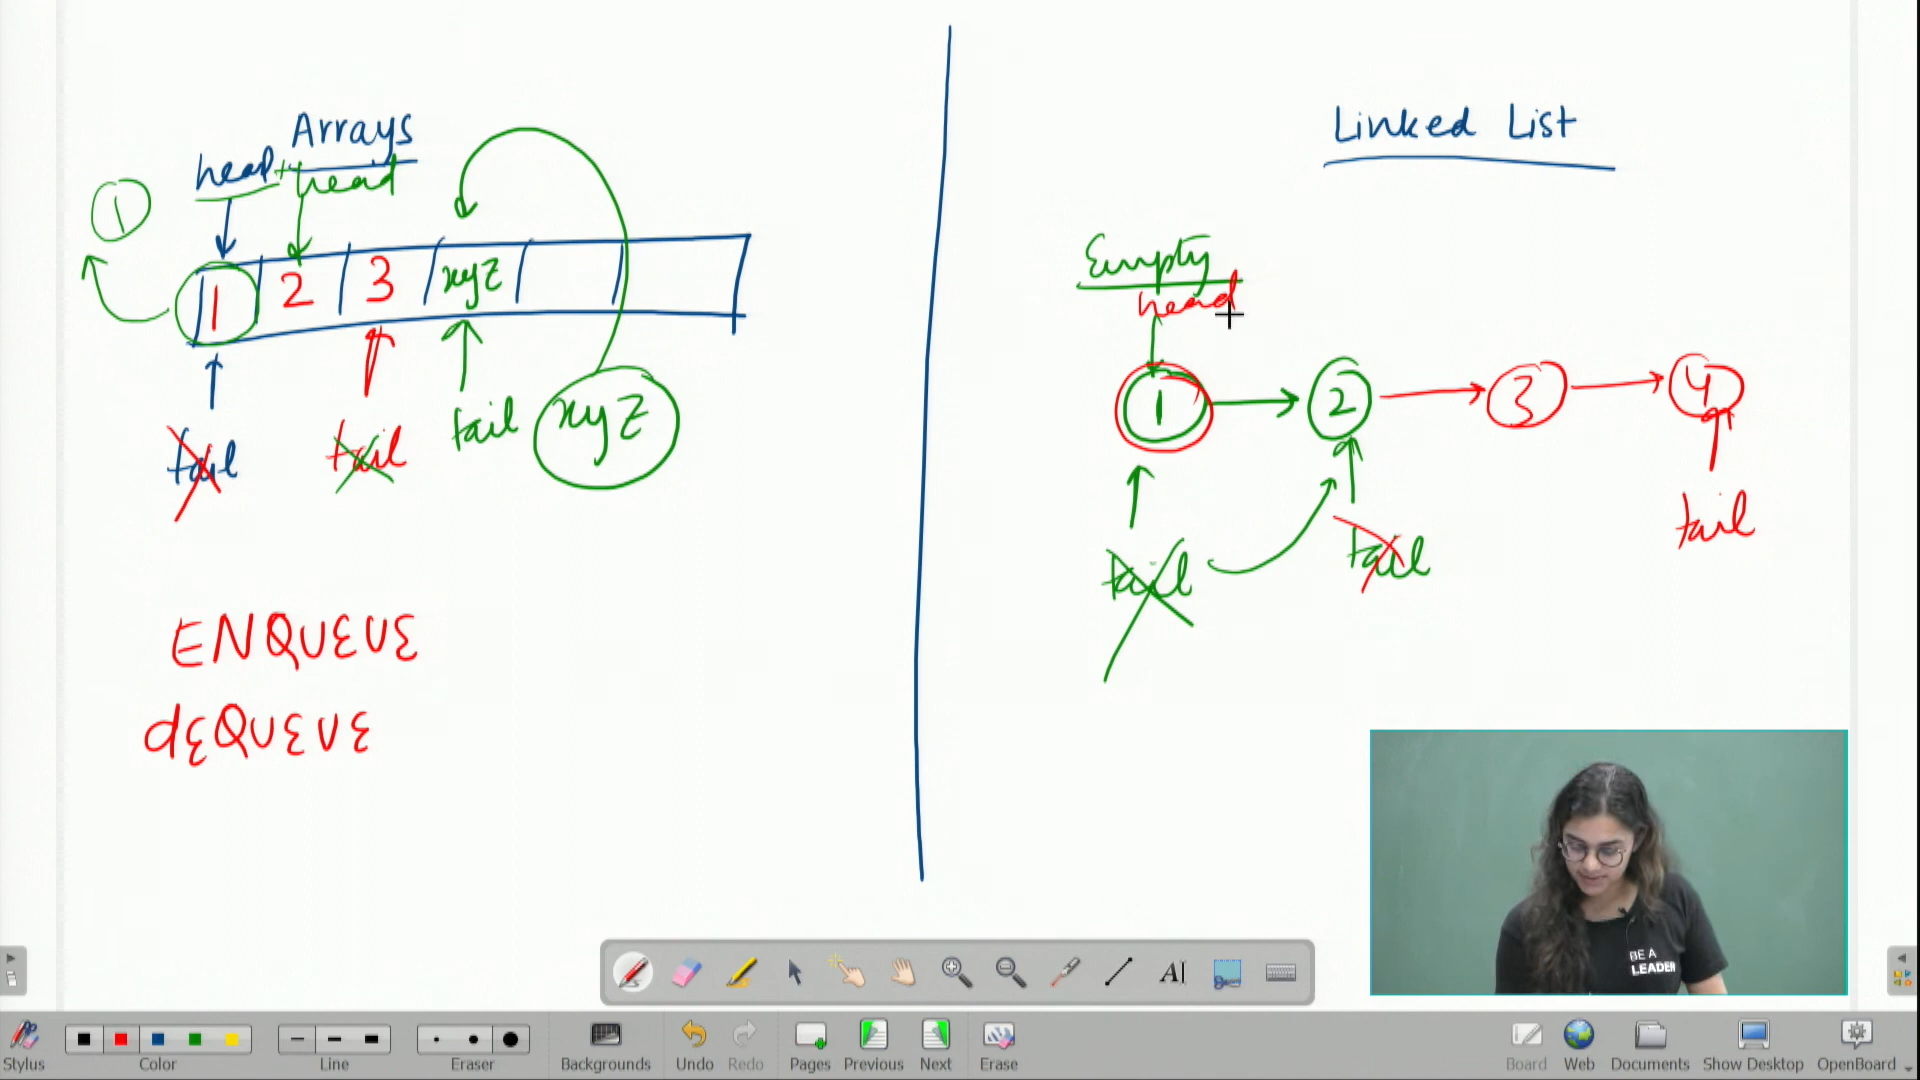 Arrays
head
head
1
1 2 3 xyz
tail tail tail xyz
ENQUEUE
dEQUEUE
Linked List
Empty
head
1 2 3 4
tail tail tail
BE A
LEADER
Stylus Color Line Eraser Backgrounds Undo Redo Pages Previous Next Erase Board Web Documents Show Desktop OpenBoard